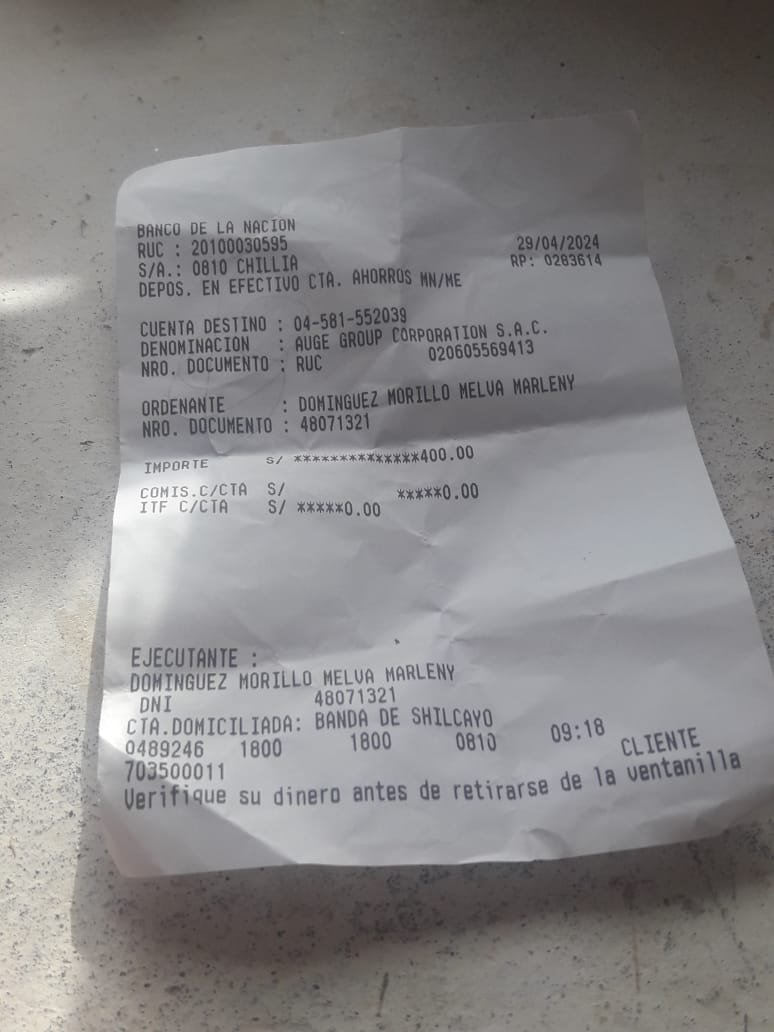 BANCO DE LA NACION
RUC : 20100030595 29/04/2024
S/A.: 0810 CHILLIA RP: 0283614
DEPOS. EN EFECTIVO CTA. AHORROS MN/ME
CUENTA DESTINO : 04-581-552039
DENOMINACION : AUGE GROUP CORPORATION S.A.C.
NRO. DOCUMENTO : RUC 020605569413
ORDENANTE : DOMINGUEZ MORILLO MELVA MARLENY
NRO. DOCUMENTO : 48071321
IMPORTE S/ ***************400.00
COMIS.C/CTA S/ *****0.00
ITF C/CTA S/ *****0.00
EJECUTANTE :
DOMINGUEZ MORILLO MELVA MARLENY
DNI 48071321
CTA.DOMICILIADA: BANDA DE SHILCAYO
0489246 1800 1800 0810 09:18
703500011 CLIENTE
Verifique su dinero antes de retirarse de la ventanilla